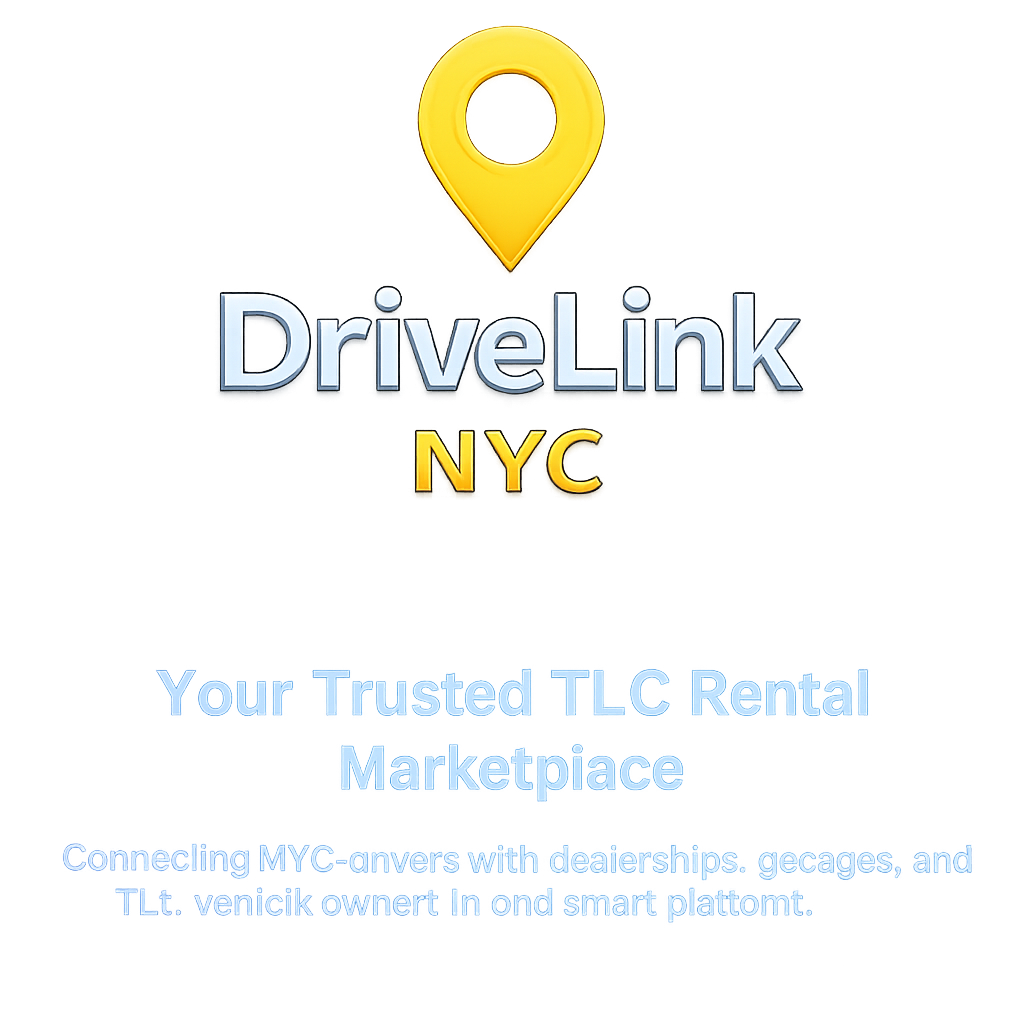 DriveLink
NYC
Your Trusted TLC Rental
Marketpiace
Connecling MYC-anvers with deaierships. gecages, and
TLt. venicik ownert In ond smart plattomt.